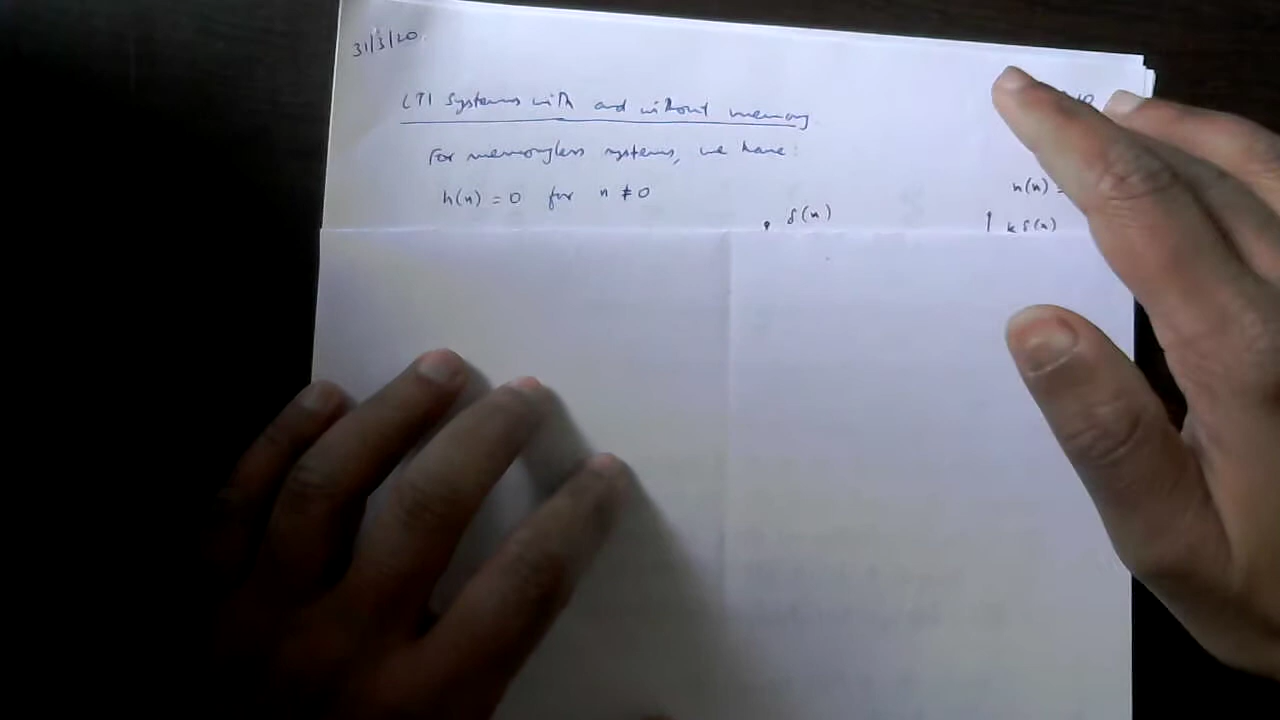 31/3/20
LTI Systems with and without memory
For memoryless systems, we have:
h(n) = 0 for n ≠ 0
δ(n)
h(n) =
k δ(n)